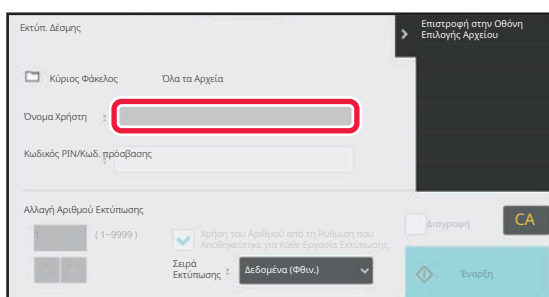 Εκτύπ. Δέσμης
Επιστροφή στην Οθόνη
Επιλογής Αρχείου
Κύριος Φάκελος Όλα τα Αρχεία
Όνομα Χρήστη :
Κωδικός PIN/Κωδ. πρόσβασης :
Αλλαγή Αριθμού Εκτύπωσης
1 (1~9999)
Χρήση του Αριθμού από τη Ρύθμιση που
Αποθηκεύτηκε για Κάθε Εργασία Εκτύπωσης.
Διαγραφή
CA
Σειρά
Εκτύπωσης : Δεδομένα (Φθιν.)
Έναρξη